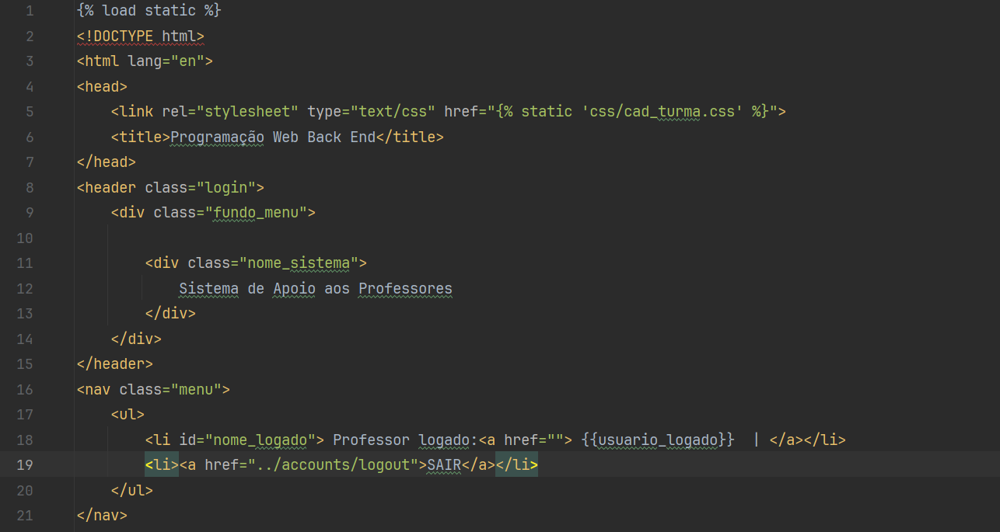 1 {% load static %}
2 <!DOCTYPE html>
3 <html lang="en">
4 <head>
5     <link rel="stylesheet" type="text/css" href="{% static 'css/cad_turma.css' %}">
6     <title>Programação Web Back End</title>
7 </head>
8 <header class="login">
9     <div class="fundo_menu">
10
11         <div class="nome_sistema">
12             Sistema de Apoio aos Professores
13         </div>
14     </div>
15 </header>
16 <nav class="menu">
17     <ul>
18         <li id="nome_logado"> Professor logado:<a href=""> {{usuario_logado}}  | </a></li>
19         <li><a href="../accounts/logout">SAIR</a></li>
20     </ul>
21 </nav>